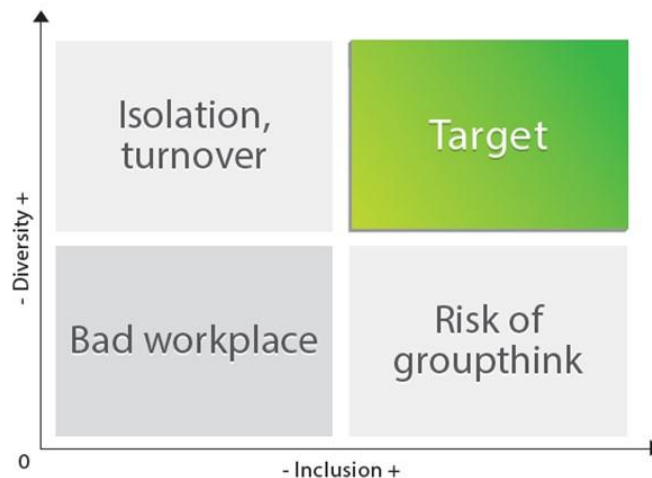 Isolation,
turnover
Target
- Diversity +
Bad workplace
Risk of
groupthink
0
- Inclusion +